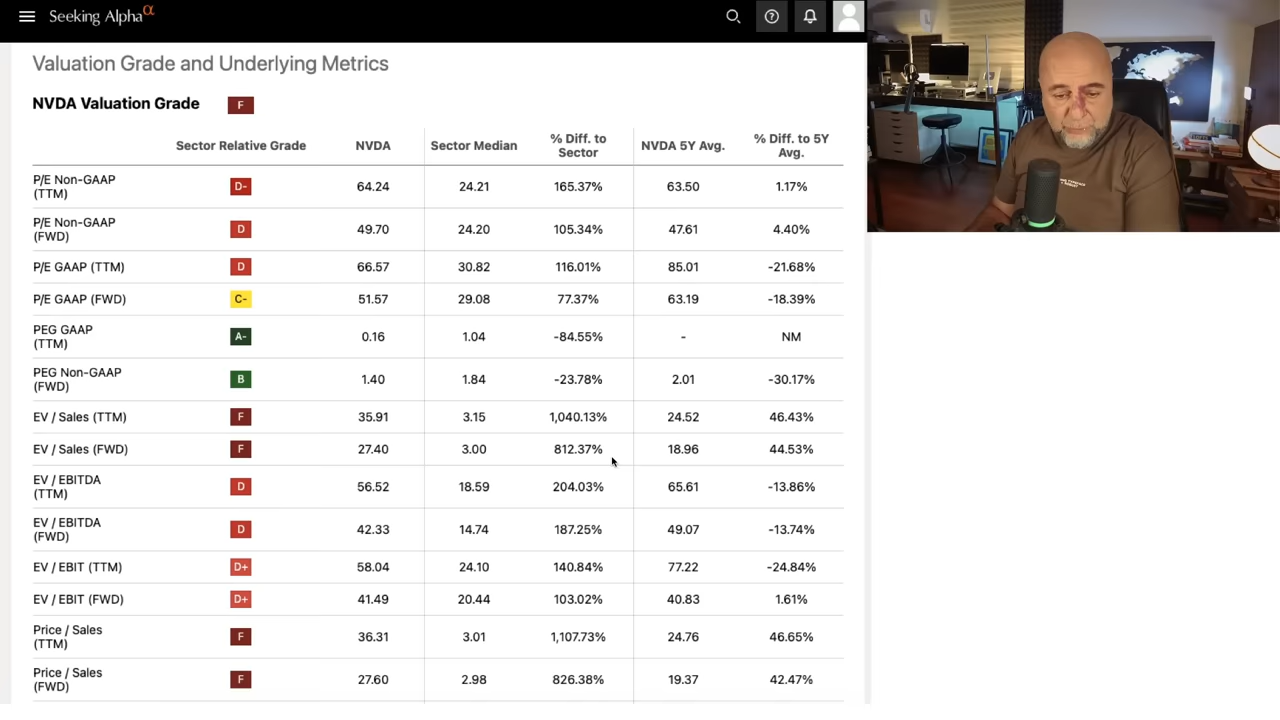 Seeking Alphaα
Valuation Grade and Underlying Metrics
NVDA Valuation Grade F
Sector Relative Grade NVDA Sector Median % Diff. to Sector NVDA 5Y Avg. % Diff. to 5Y Avg.
P/E Non-GAAP (TTM) D- 64.24 24.21 165.37% 63.50 1.17%
P/E Non-GAAP (FWD) D 49.70 24.20 105.34% 47.61 4.40%
P/E GAAP (TTM) D 66.57 30.82 116.01% 85.01 -21.68%
P/E GAAP (FWD) C- 51.57 29.08 77.37% 63.19 -18.39%
PEG GAAP (TTM) A- 0.16 1.04 -84.55% - NM
PEG Non-GAAP (FWD) B 1.40 1.84 -23.78% 2.01 -30.17%
EV / Sales (TTM) F 35.91 3.15 1,040.13% 24.52 46.43%
EV / Sales (FWD) F 27.40 3.00 812.37% 18.96 44.53%
EV / EBITDA (TTM) D 56.52 18.59 204.03% 65.61 -13.86%
EV / EBITDA (FWD) D 42.33 14.74 187.25% 49.07 -13.74%
EV / EBIT (TTM) D+ 58.04 24.10 140.84% 77.22 -24.84%
EV / EBIT (FWD) D+ 41.49 20.44 103.02% 40.83 1.61%
Price / Sales (TTM) F 36.31 3.01 1,107.73% 24.76 46.65%
Price / Sales (FWD) F 27.60 2.98 826.38% 19.37 42.47%